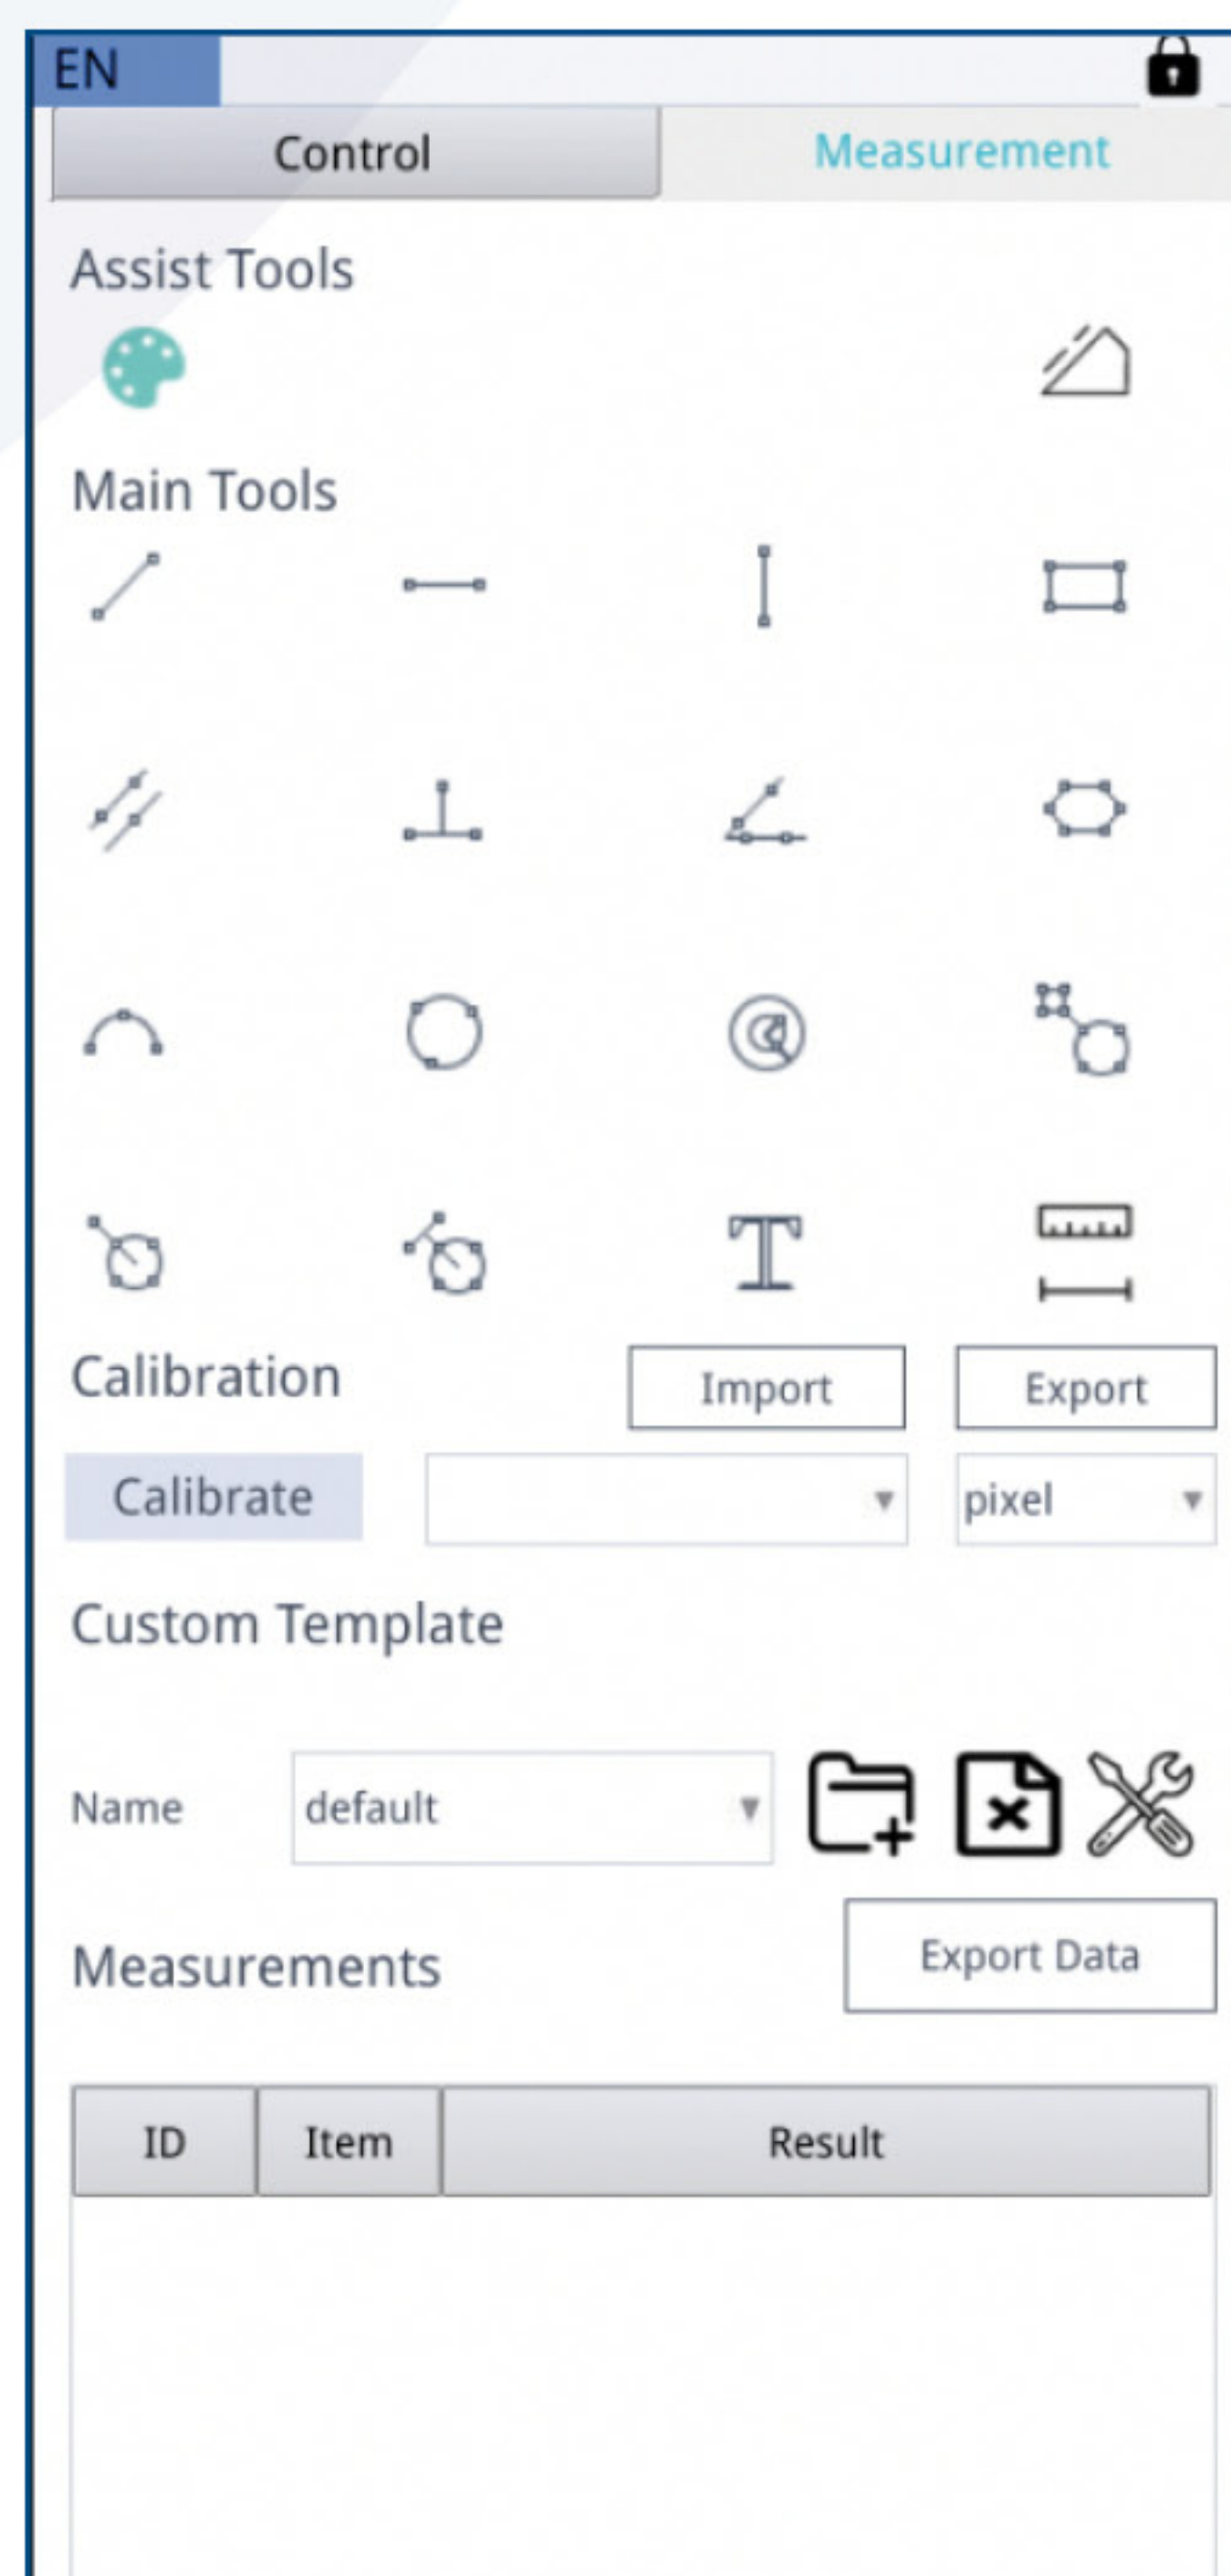 EN
Control Measurement
Assist Tools
Main Tools
Calibration Import Export
Calibrate pixel
Custom Template
Name default
Measurements Export Data
ID Item Result